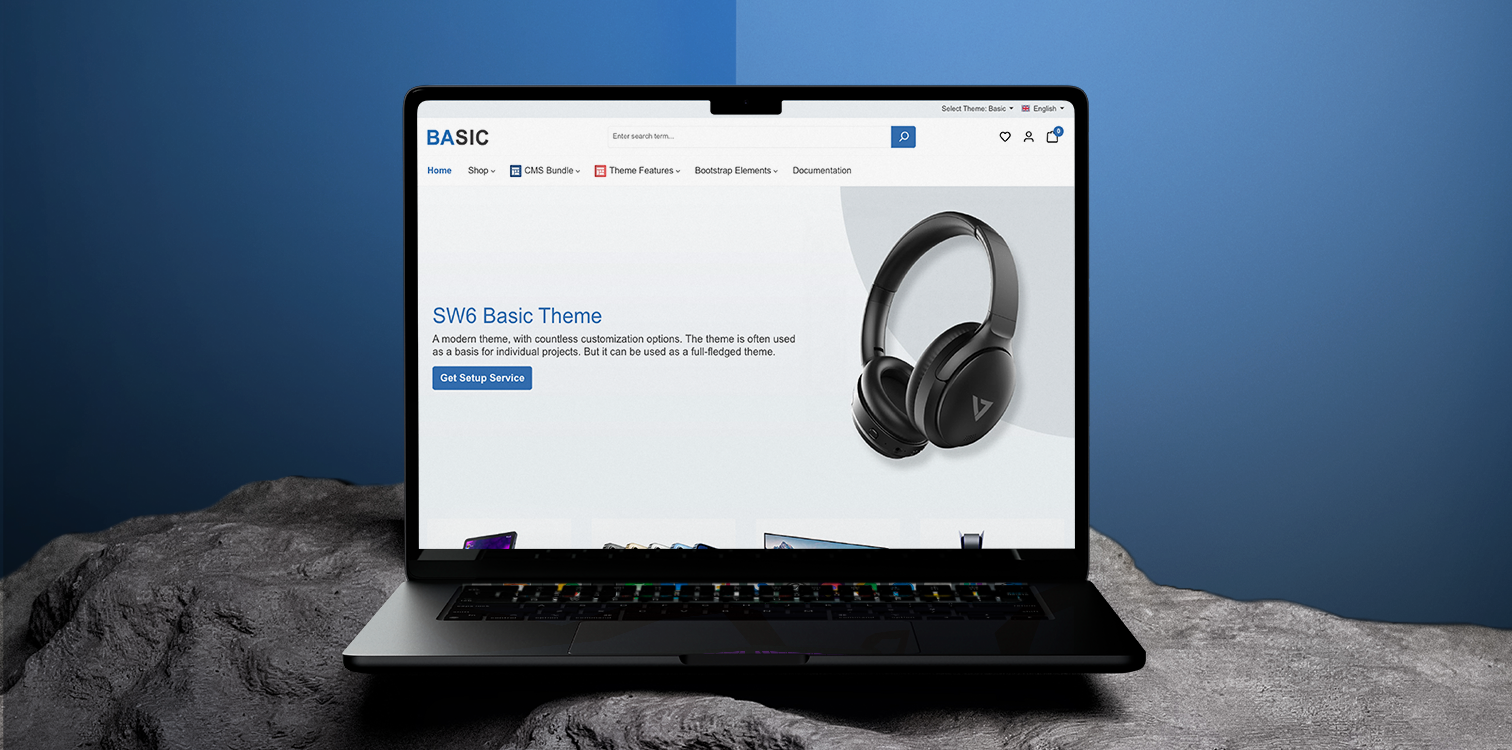 Select Theme: Basic English
BASIC
Enter search term...
0
Home Shop CMS Bundle Theme Features Bootstrap Elements Documentation
SW6 Basic Theme
A modern theme, with countless customization options. The theme is often used
as a basis for individual projects. But it can be used as a full-fledged theme.
Get Setup Service